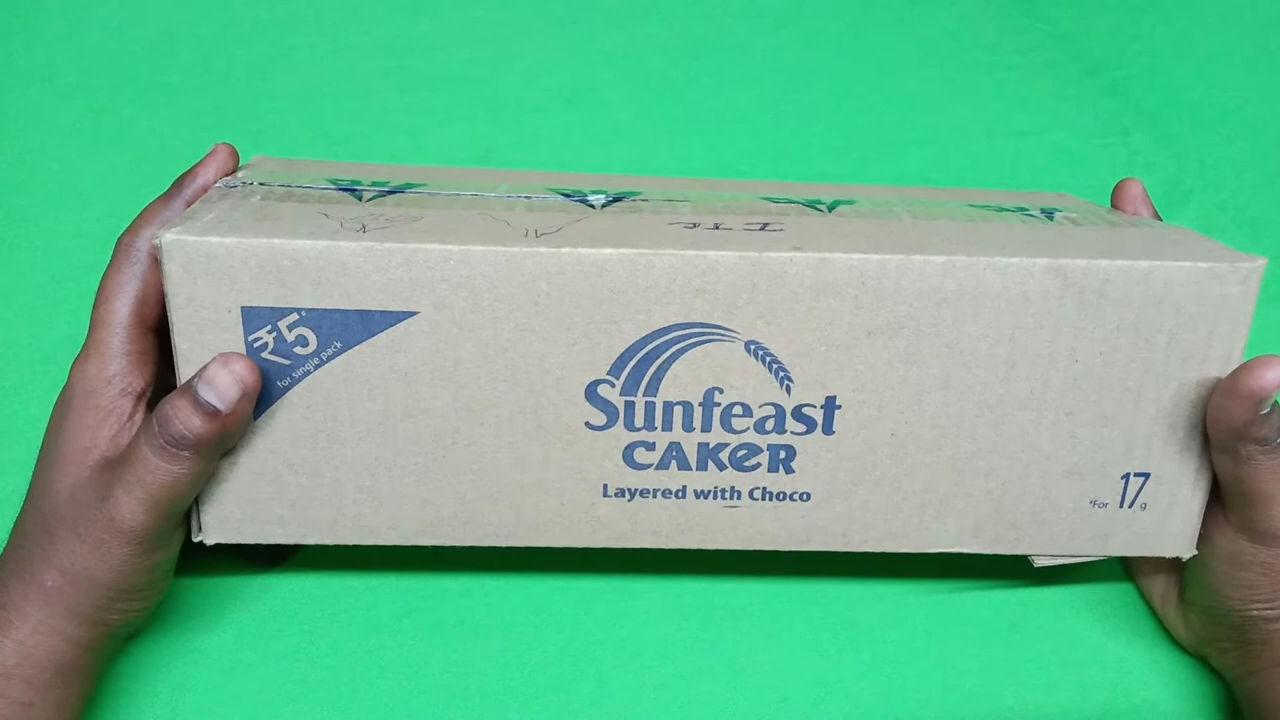 ₹5*
for single pack
Sunfeast
CAKER
Layered with Choco
*For 17g